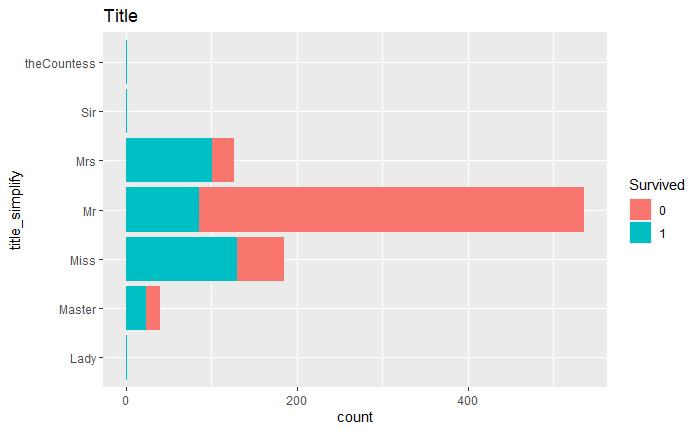 Title
theCountess
Sir
Mrs
Mr
Miss
Master
Lady
title_simplify
0
200
400
count
Survived
0
1